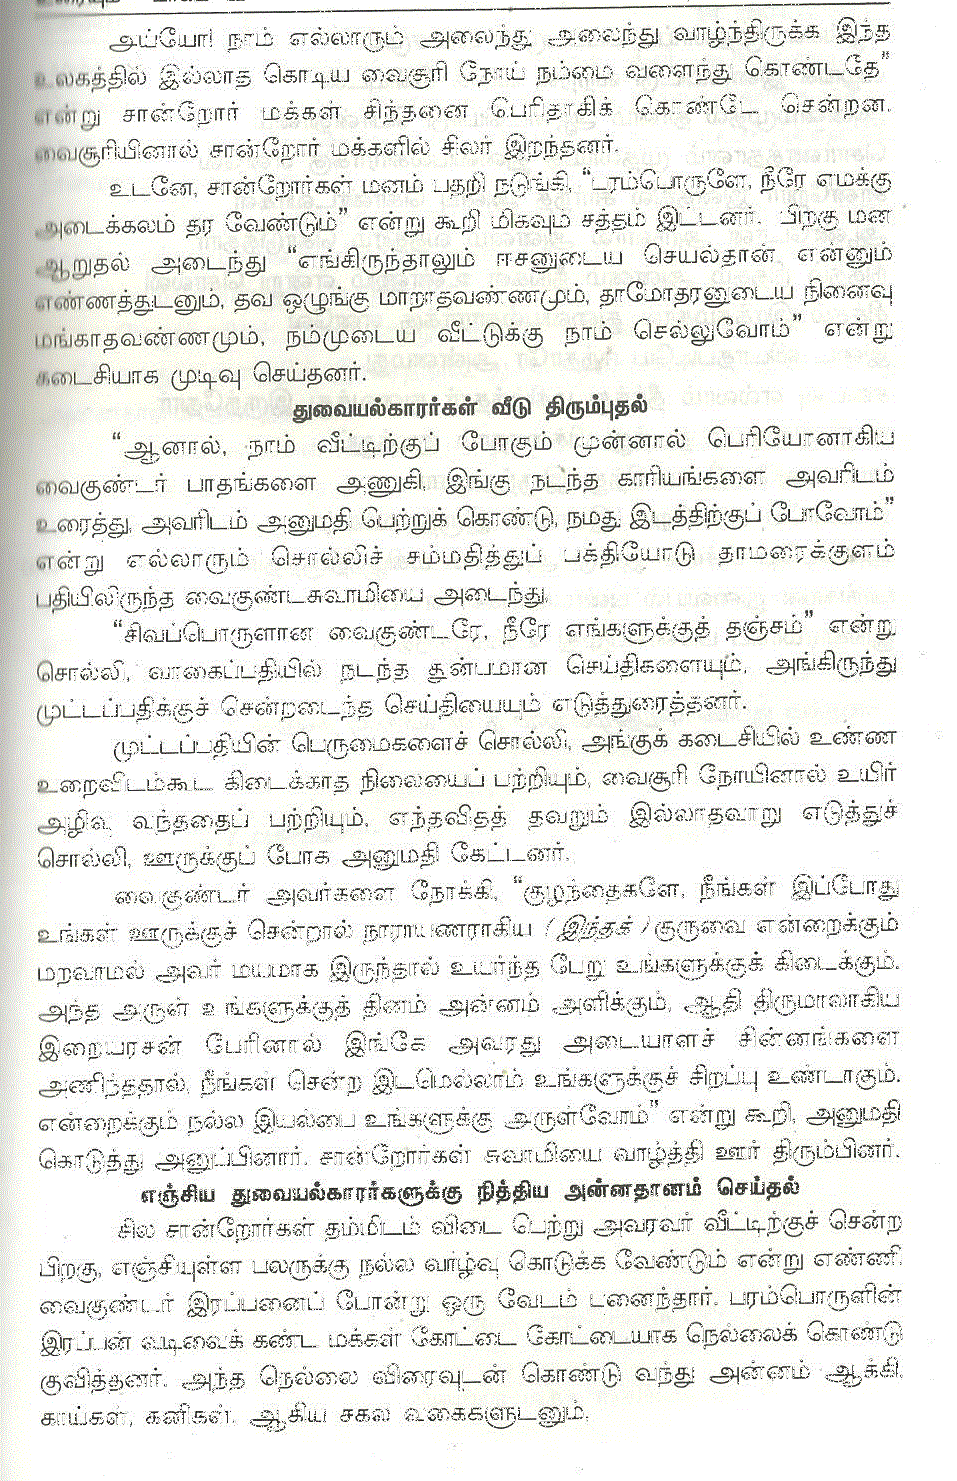 அய்யோ! நாம் எல்லாரும் அலைந்து அலைந்து வாழ்ந்திருக்க இந்த
உலகத்தில் இல்லாத கொடிய வைசூரி நோய் நம்மை வளைந்து கொண்டதே”
என்று சான்றோர் மக்கள் சிந்தனை பெரிதாகிக் கொண்டே சென்றன.
வைசூரியினால் சான்றோர் மக்களில் சிலர் இறந்தனர்.
உடனே, சான்றோர்கள் மனம் பதறி நடுங்கி, “பரம்பொருளே, நீரே எமக்கு
அடைக்கலம் தர வேண்டும்” என்று கூறி மிகவும் சத்தம் இட்டனர். பிறகு மன
ஆறுதல் அடைந்து “எங்கிருந்தாலும் ஈசனுடைய செயல்தான் என்னும்
எண்ணத்துடனும், தவ ஒழுங்கு மாறாதவண்ணமும், தாமோதரனுடைய நினைவு
மங்காதவண்ணமும், நம்முடைய வீட்டுக்கு நாம் செல்லுவோம்” என்று
கடைசியாக முடிவு செய்தனர்.
துவையல்காரர்கள் வீடு திரும்புதல்
“ஆனால், நாம் வீட்டிற்குப் போகும் முன்னால் பெரியோனாகிய
வைகுண்டர் பாதங்களை அணுகி, இங்கு நடந்த காரியங்களை அவரிடம்
உரைத்து, அவரிடம் அனுமதி பெற்றுக் கொண்டு, நமது இடத்திற்குப் போவோம்”
என்று எல்லாரும் சொல்லிச் சம்மதித்துப் பக்தியோடு தாமரைக்குளம்
பதியிலிருந்த வைகுண்டசுவாமியை அடைந்து,
“சிவப்பொருளான வைகுண்டரே, நீரே எங்களுக்குத் தஞ்சம்” என்று
சொல்லி, வாகைப்பதியில் நடந்த துன்பமான செய்திகளையும், அங்கிருந்து
முட்டப்பதிக்குச் சென்றடைந்த செய்தியையும் எடுத்துரைத்தனர்.
முட்டப்பதியின் பெருமைகளைச் சொல்லி, அங்குக் கடைசியில் உண்ண
உறைவிடம்கூட கிடைக்காத நிலையைப் பற்றியும், வைசூரி நோயினால் உயிர்
அழிவு வந்ததைப் பற்றியும், எந்தவிதத் தவறும் இல்லாதவாறு எடுத்துச்
சொல்லி, ஊருக்குப் போக அனுமதி கேட்டனர்.
வைகுண்டர் அவர்களை நோக்கி, “குழந்தைகளே, நீங்கள் இப்போது
உங்கள் ஊருக்குச் சென்றால் நாராயணராகிய (இந்தச்) குருவை என்றைக்கும்
மறவாமல் அவர் மயமாக இருந்தால் உயர்ந்த பேறு உங்களுக்குக் கிடைக்கும்.
அந்த அருள் உங்களுக்குத் தினம் அன்னம் அளிக்கும், ஆதி திருமாலாகிய
இறையரசன் பேரினால் இங்கே அவரது அடையாளச் சின்னங்களை
அணிந்ததால், நீங்கள் சென்ற இடமெல்லாம் உங்களுக்குச் சிறப்பு உண்டாகும்.
என்றைக்கும் நல்ல இயல்பை உங்களுக்கு அருள்வோம்” என்று கூறி, அனுமதி
கொடுத்து அனுப்பினார். சான்றோர்கள் சுவாமியை வாழ்த்தி ஊர் திரும்பினர்.
எஞ்சிய துவையல்காரர்களுக்கு நித்திய அன்னதானம் செய்தல்
சில சான்றோர்கள் தம்மிடம் விடை பெற்று அவரவர் வீட்டிற்குச் சென்ற
பிறகு, எஞ்சியுள்ள பலருக்கு நல்ல வாழ்வு கொடுக்க வேண்டும் என்று எண்ணி,
வைகுண்டர் இரப்பனைப் போன்று ஒரு வேடம் புனைந்தார். பரம்பொருளின்
இரப்பன் வடிவைக் கண்ட மக்கள் கோட்டை கோட்டையாக நெல்லைக் கொண்டு
குவித்தனர். அந்த நெல்லை விரைவுடன் கொண்டு வந்து அன்னம் ஆக்கி,
காய்கள், கனிகள், ஆகிய சகல வகைகளுடனும்,